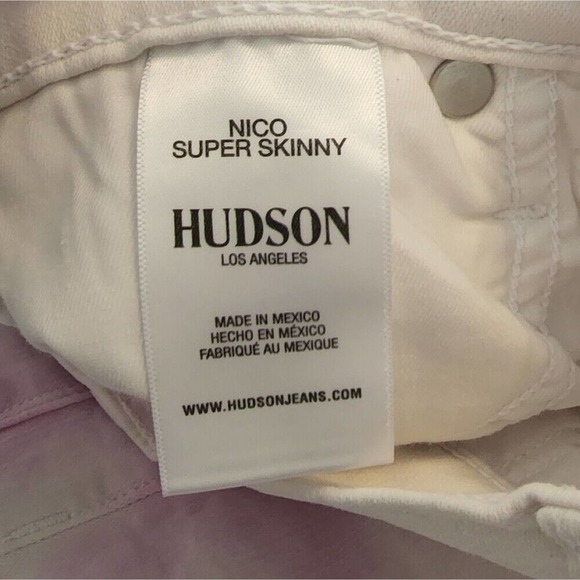 NICO
SUPER SKINNY
HUDSON
LOS ANGELES
MADE IN MEXICO
HECHO EN MÉXICO
FABRIQUÉ AU MEXIQUE
WWW.HUDSONJEANS.COM